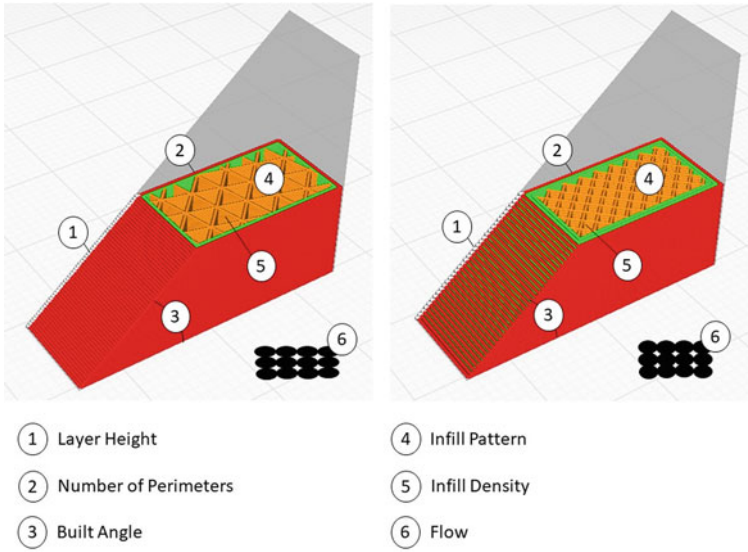 2
4
1
5
3
6
2
4
1
5
3
6
1 Layer Height
2 Number of Perimeters
3 Built Angle
4 Infill Pattern
5 Infill Density
6 Flow